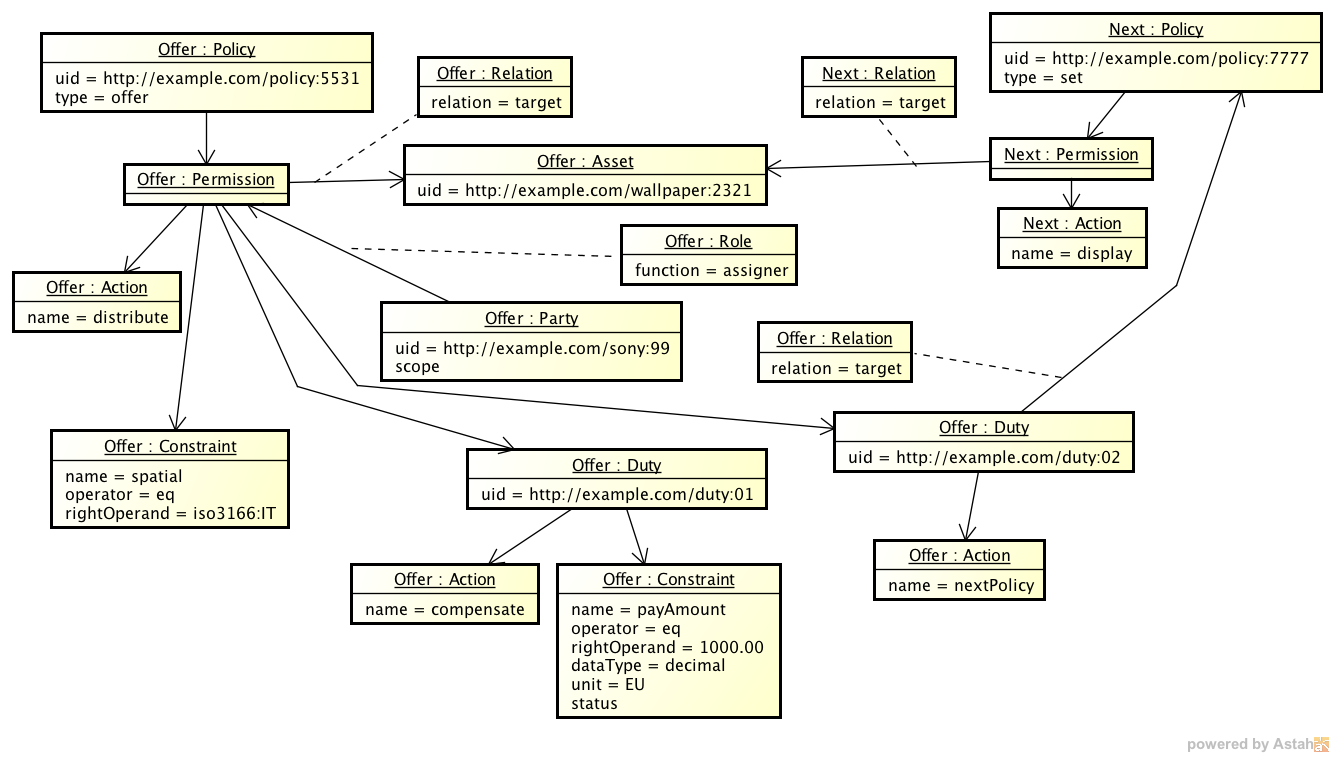 Offer : Policy
uid = http://example.com/policy:5531
type = offer
Offer : Relation
relation = target
Next : Relation
relation = target
Next : Policy
uid = http://example.com/policy:7777
type = set
Offer : Permission
Offer : Asset
uid = http://example.com/wallpaper:2321
Next : Permission
Next : Action
name = display
Offer : Role
function = assigner
Offer : Action
name = distribute
Offer : Party
uid = http://example.com/sony:99
scope
Offer : Relation
relation = target
Offer : Constraint
name = spatial
operator = eq
rightOperand = iso3166:IT
Offer : Duty
uid = http://example.com/duty:01
Offer : Duty
uid = http://example.com/duty:02
Offer : Action
name = compensate
Offer : Constraint
name = payAmount
operator = eq
rightOperand = 1000.00
dataType = decimal
unit = EU
status
Offer : Action
name = nextPolicy
powered by Astah